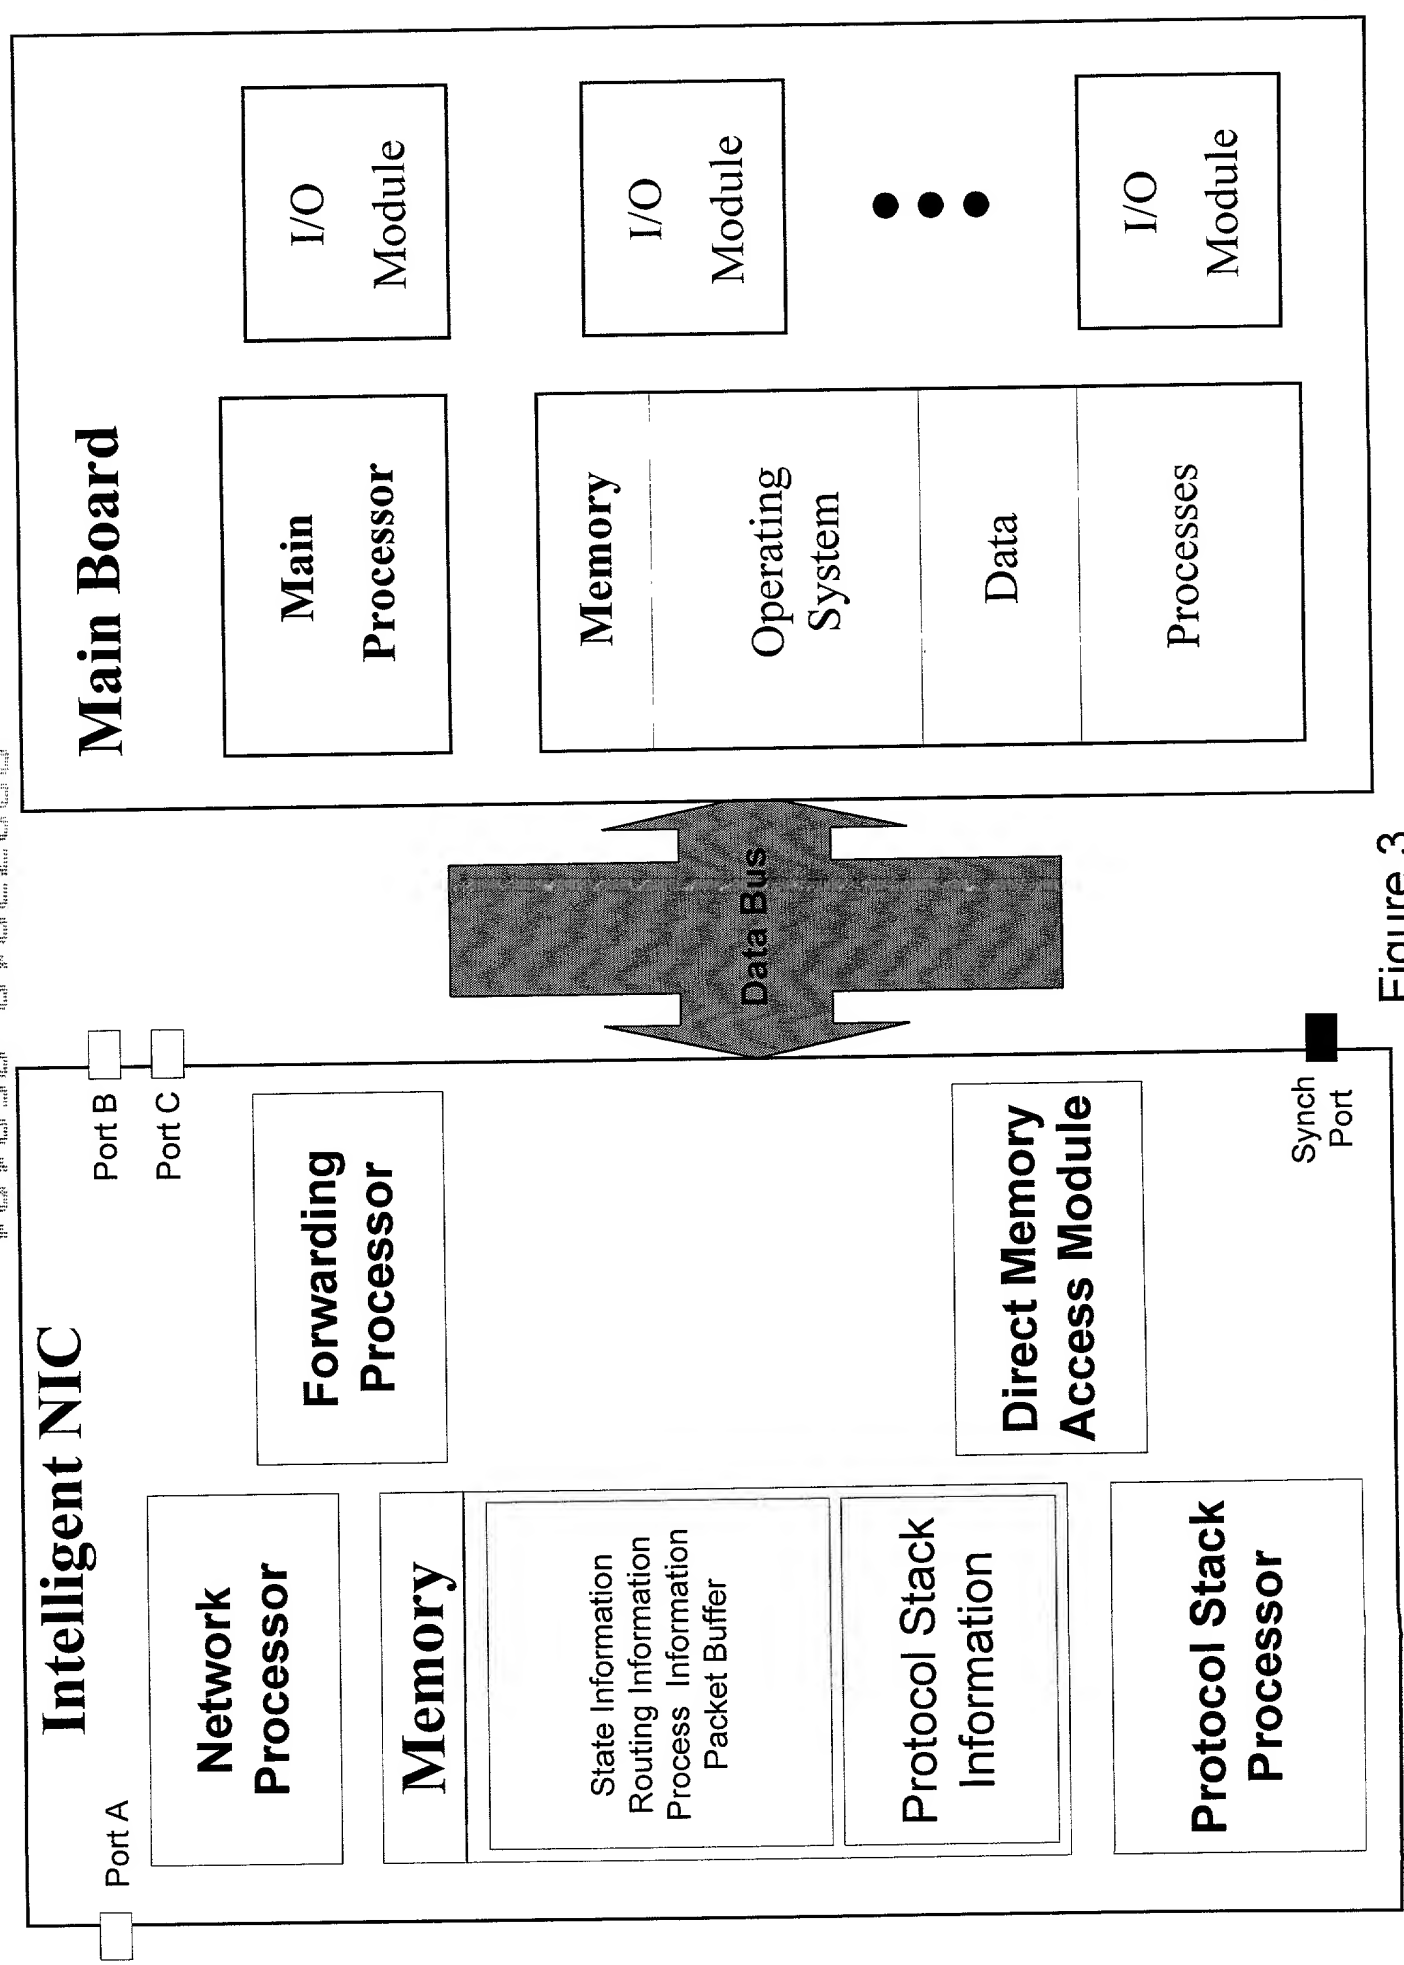 Intelligent NIC
Port A
Port B
Port C
Network
Processor
Forwarding
Processor
Memory
State Information
Routing Information
Process Information
Packet Buffer
Protocol Stack
Information
Direct Memory
Access Module
Protocol Stack
Processor
Synch
Port
Data Bus
Main Board
Main
Processor
I/O
Module
Memory
Operating
System
Data
Processes
I/O
Module
I/O
Module
Figure 3